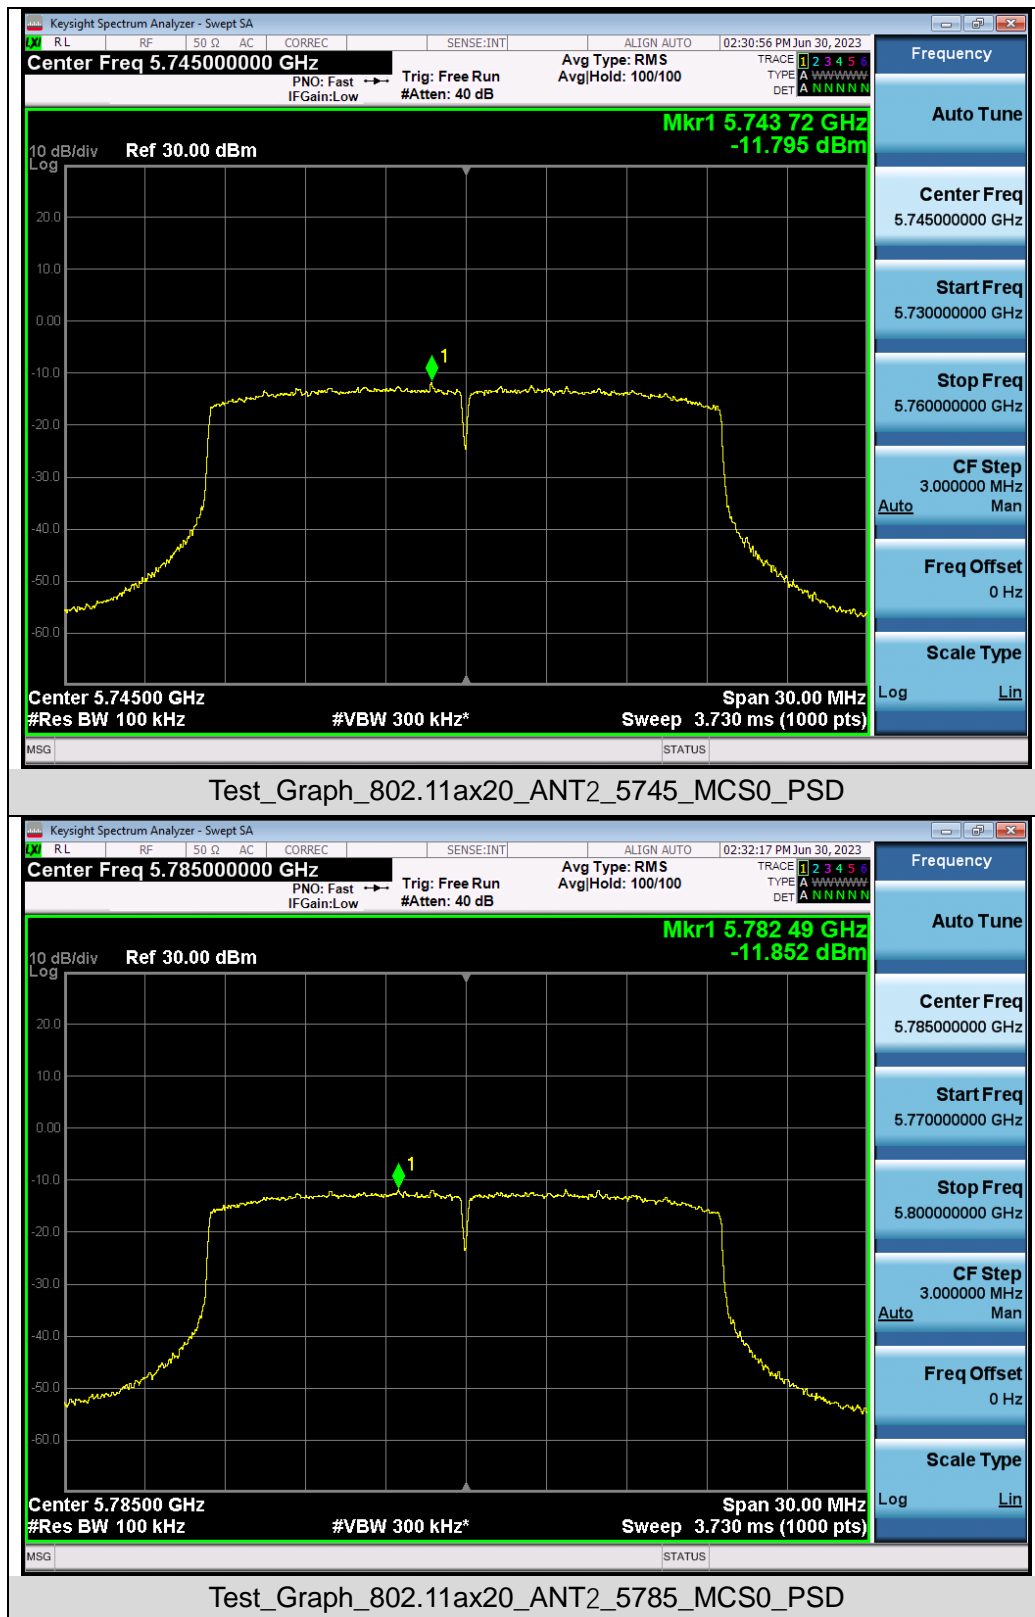 Keysight Spectrum Analyzer - Swept SA
LXI RL RF 50 Ω AC CORREC SENSE:INT ALIGN AUTO 02:30:56 PM Jun 30, 2023
Center Freq 5.745000000 GHz
PNO: Fast
IFGain:Low
Trig: Free Run
#Atten: 40 dB
Avg Type: RMS
Avg|Hold: 100/100
TRACE 1 2 3 4 5 6
TYPE A WWWWW
DET A N N N N N
Mkr1 5.743 72 GHz
-11.795 dBm
10 dB/div
Log
Ref 30.00 dBm
20.0
10.0
0.00
-10.0
-20.0
-30.0
-40.0
-50.0
-60.0
1
Center 5.74500 GHz
Span 30.00 MHz
#Res BW 100 kHz
#VBW 300 kHz*
Sweep 3.730 ms (1000 pts)
MSG
STATUS
Frequency
Auto Tune
Center Freq
5.745000000 GHz
Start Freq
5.730000000 GHz
Stop Freq
5.760000000 GHz
CF Step
3.000000 MHz
Auto Man
Freq Offset
0 Hz
Scale Type
Log Lin
Test_Graph_802.11ax20_ANT2_5745_MCS0_PSD
Keysight Spectrum Analyzer - Swept SA
LXI RL RF 50 Ω AC CORREC SENSE:INT ALIGN AUTO 02:32:17 PM Jun 30, 2023
Center Freq 5.785000000 GHz
PNO: Fast
IFGain:Low
Trig: Free Run
#Atten: 40 dB
Avg Type: RMS
Avg|Hold: 100/100
TRACE 1 2 3 4 5 6
TYPE A WWWWW
DET A N N N N N
Mkr1 5.782 49 GHz
-11.852 dBm
10 dB/div
Log
Ref 30.00 dBm
20.0
10.0
0.00
-10.0
-20.0
-30.0
-40.0
-50.0
-60.0
1
Center 5.78500 GHz
Span 30.00 MHz
#Res BW 100 kHz
#VBW 300 kHz*
Sweep 3.730 ms (1000 pts)
MSG
STATUS
Frequency
Auto Tune
Center Freq
5.785000000 GHz
Start Freq
5.770000000 GHz
Stop Freq
5.800000000 GHz
CF Step
3.000000 MHz
Auto Man
Freq Offset
0 Hz
Scale Type
Log Lin
Test_Graph_802.11ax20_ANT2_5785_MCS0_PSD